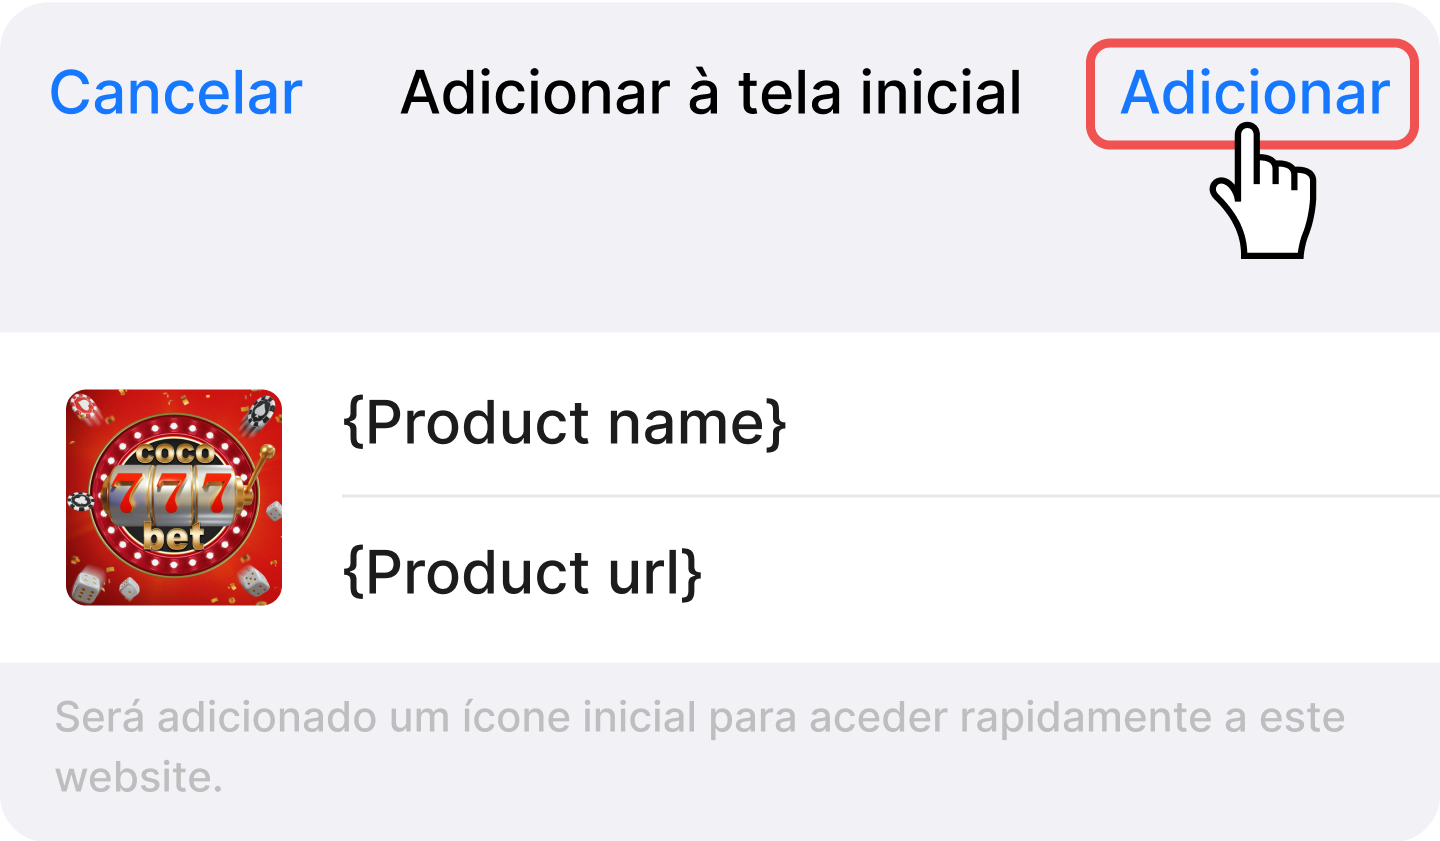 Cancelar
Adicionar à tela inicial
Adicionar
{Product name}
coco
777
bet
{Product url}
Será adicionado um ícone inicial para aceder rapidamente a este
website.